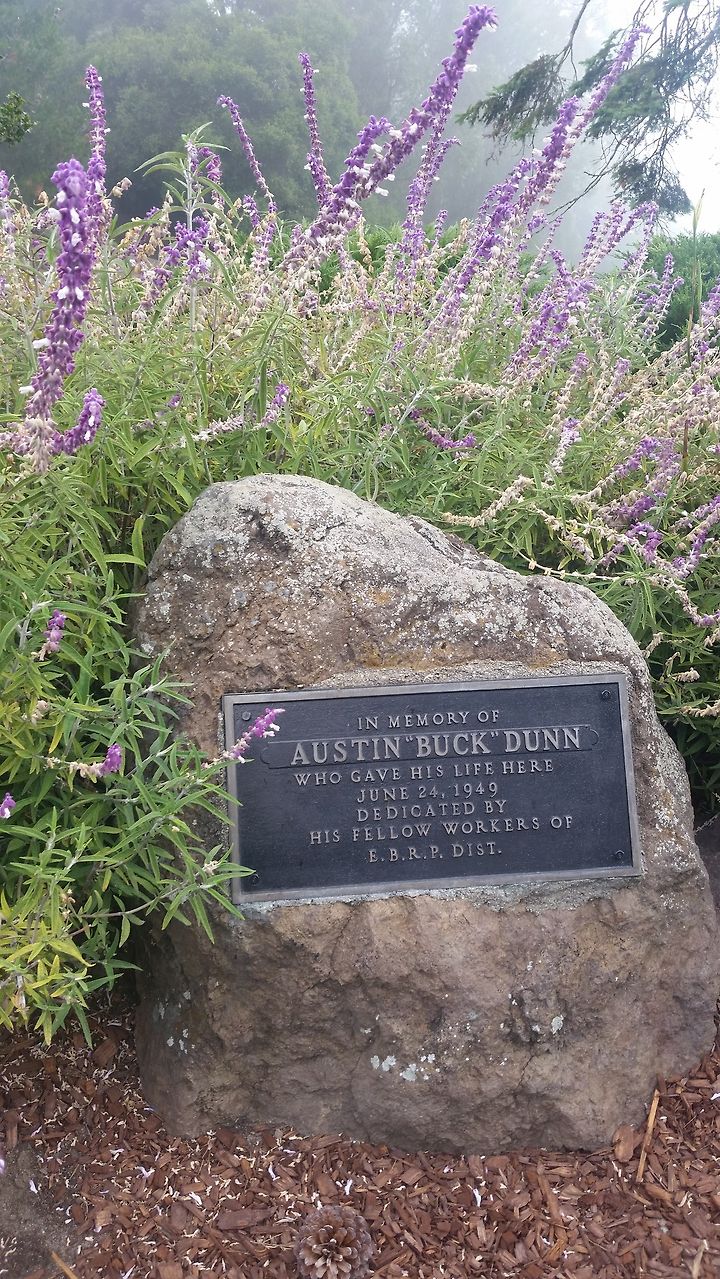 IN MEMORY OF
AUSTIN "BUCK" DUNN
WHO GAVE HIS LIFE HERE
JUNE 24, 1949
DEDICATED BY
HIS FELLOW WORKERS OF
E.B.R.P. DIST.